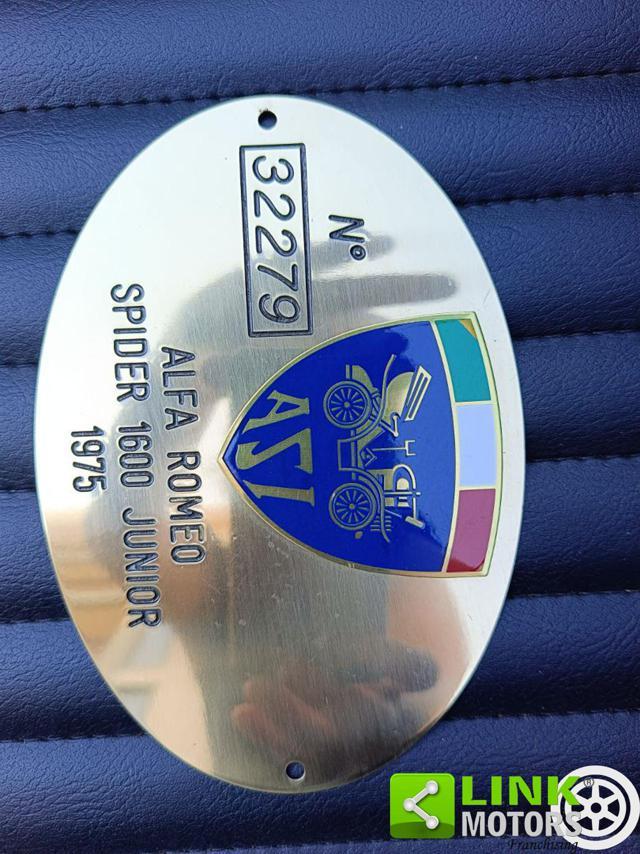 ASI
N° 32279
ALFA ROMEO
SPIDER 1600 JUNIOR
1975
LINK
MOTORS
®
Franchising